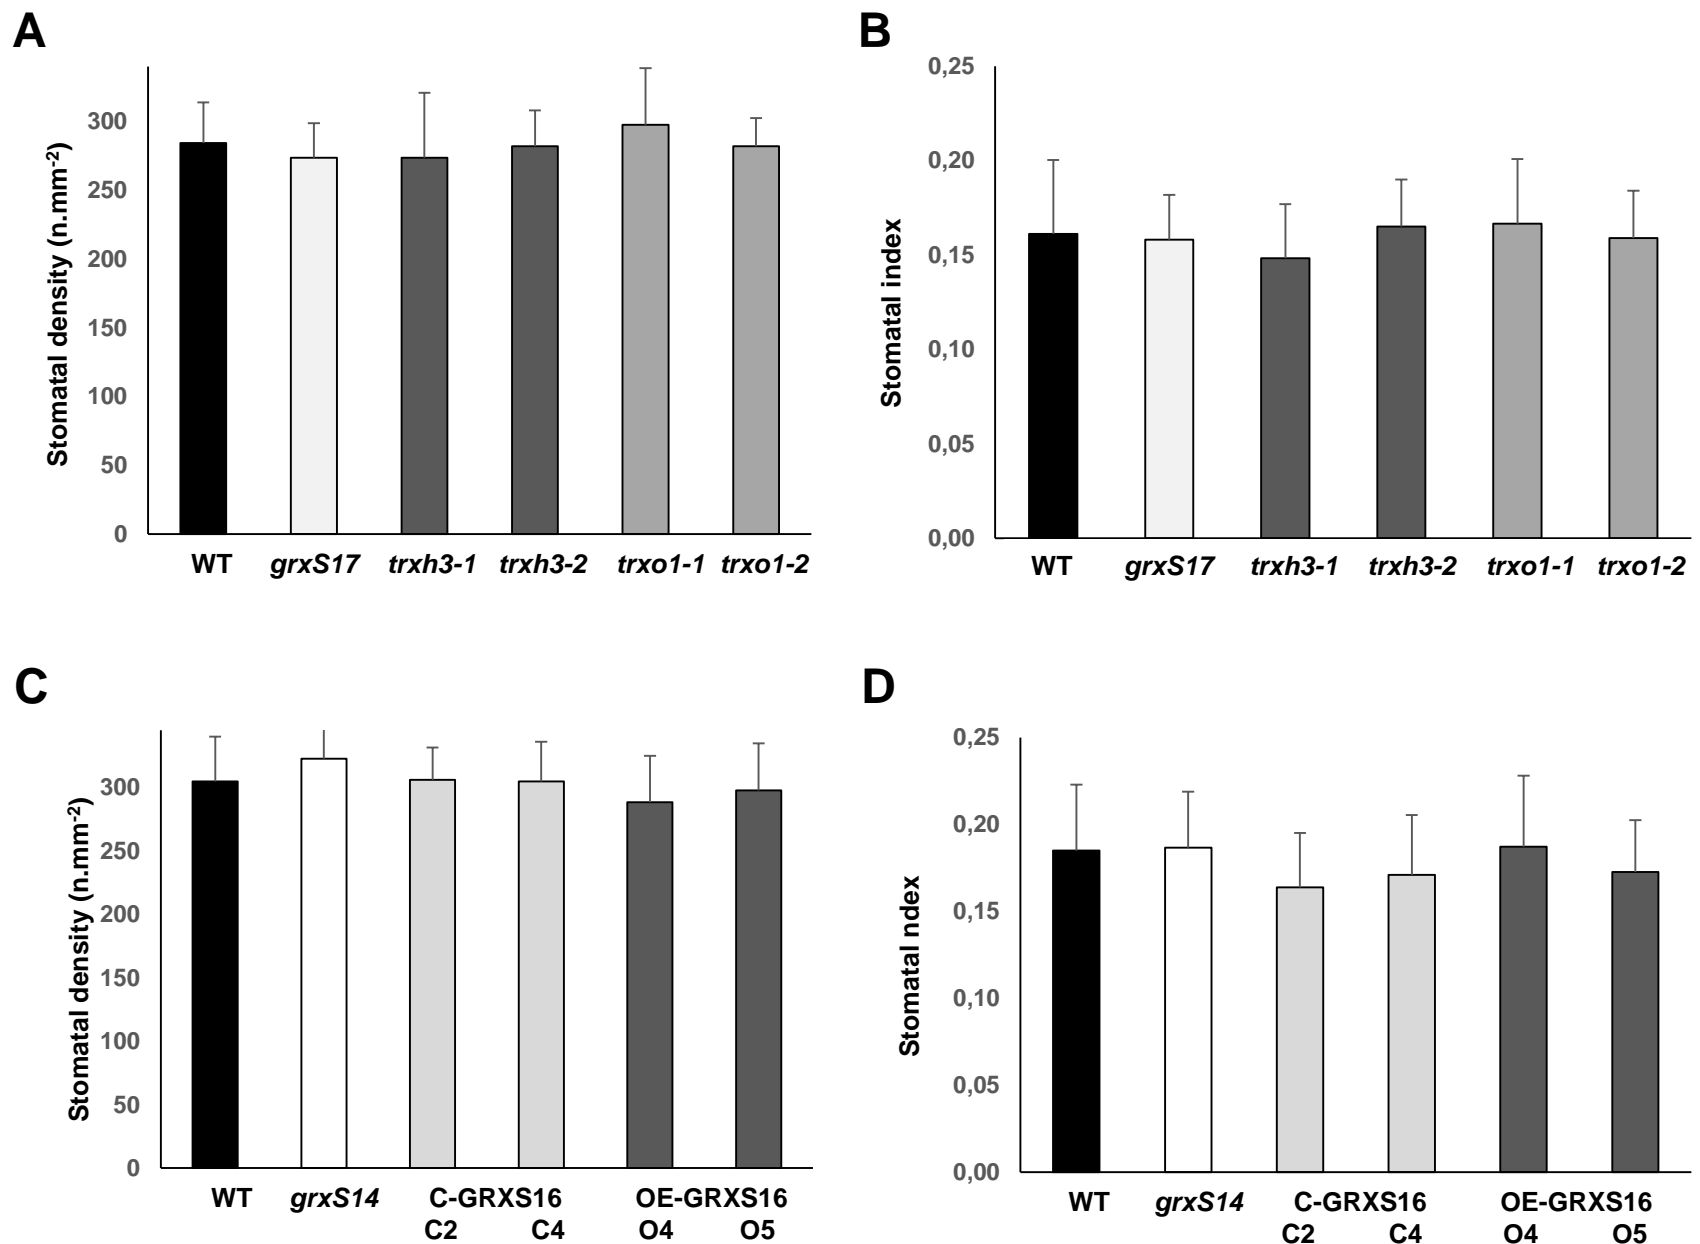 A
Stomatal density (n.mm-2)
300
250
200
150
100
50
0
WT grxS17 trxh3-1 trxh3-2 trxo1-1 trxo1-2
B
Stomatal index
0,25
0,20
0,15
0,10
0,05
0,00
WT grxS17 trxh3-1 trxh3-2 trxo1-1 trxo1-2
C
Stomatal density (n.mm-2)
300
250
200
150
100
50
0
WT grxS14 C-GRXS16 OE-GRXS16
C2 C4 O4 O5
D
Stomatal ndex
0,25
0,20
0,15
0,10
0,05
0,00
WT grxS14 C-GRXS16 OE-GRXS16
C2 C4 O4 O5